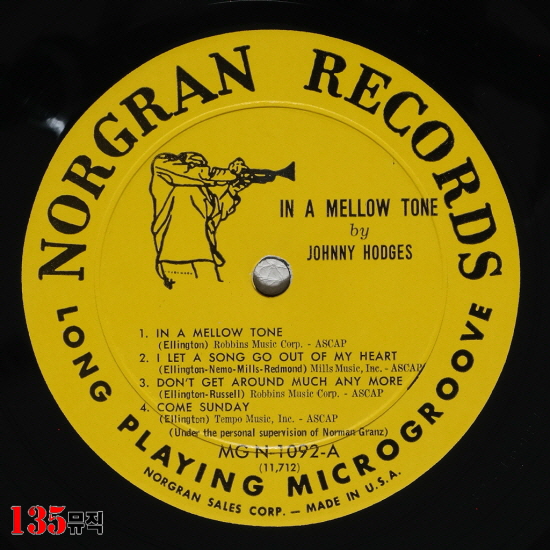 NORGRAN RECORDS
IN A MELLOW TONE
by
JOHNNY HODGES
1. IN A MELLOW TONE
(Ellington) Robbins Music Corp. - ASCAP
2. I LET A SONG GO OUT OF MY HEART
(Ellington-Nemo-Mills-Redmond) Mills Music, Inc. - ASCAP
3. DON'T GET AROUND MUCH ANY MORE
(Ellington-Russell) Robbins Music Corp. - ASCAP
4. COME SUNDAY
(Ellington) Tempo Music, Inc. - ASCAP
(Under the personal supervision of Norman Granz)
MG N-1092-A
(11,712)
LONG PLAYING MICROGROOVE
NORGRAN SALES CORP. — MADE IN U.S.A.
135뮤직